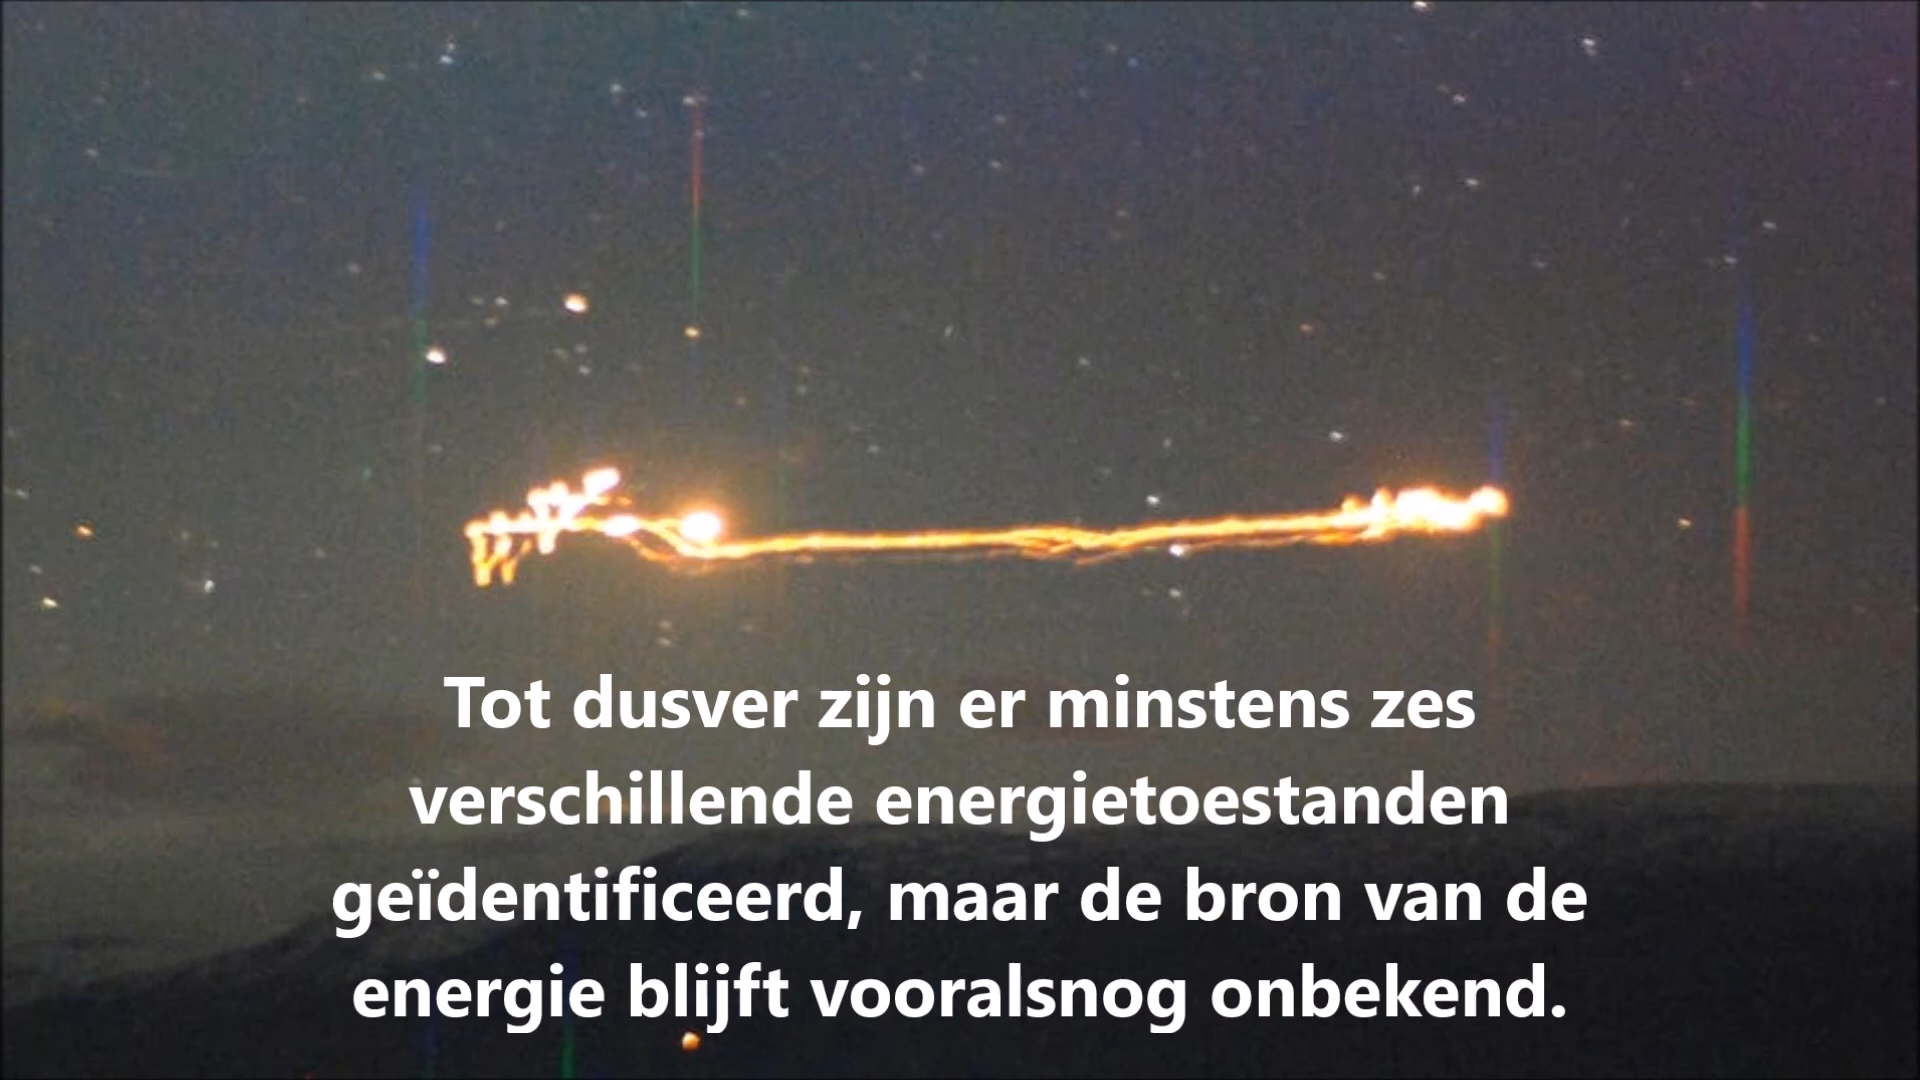 Tot dusver zijn er minstens zes
verschillende energietoestanden
geïdentificeerd, maar de bron van de
energie blijft vooralsnog onbekend.